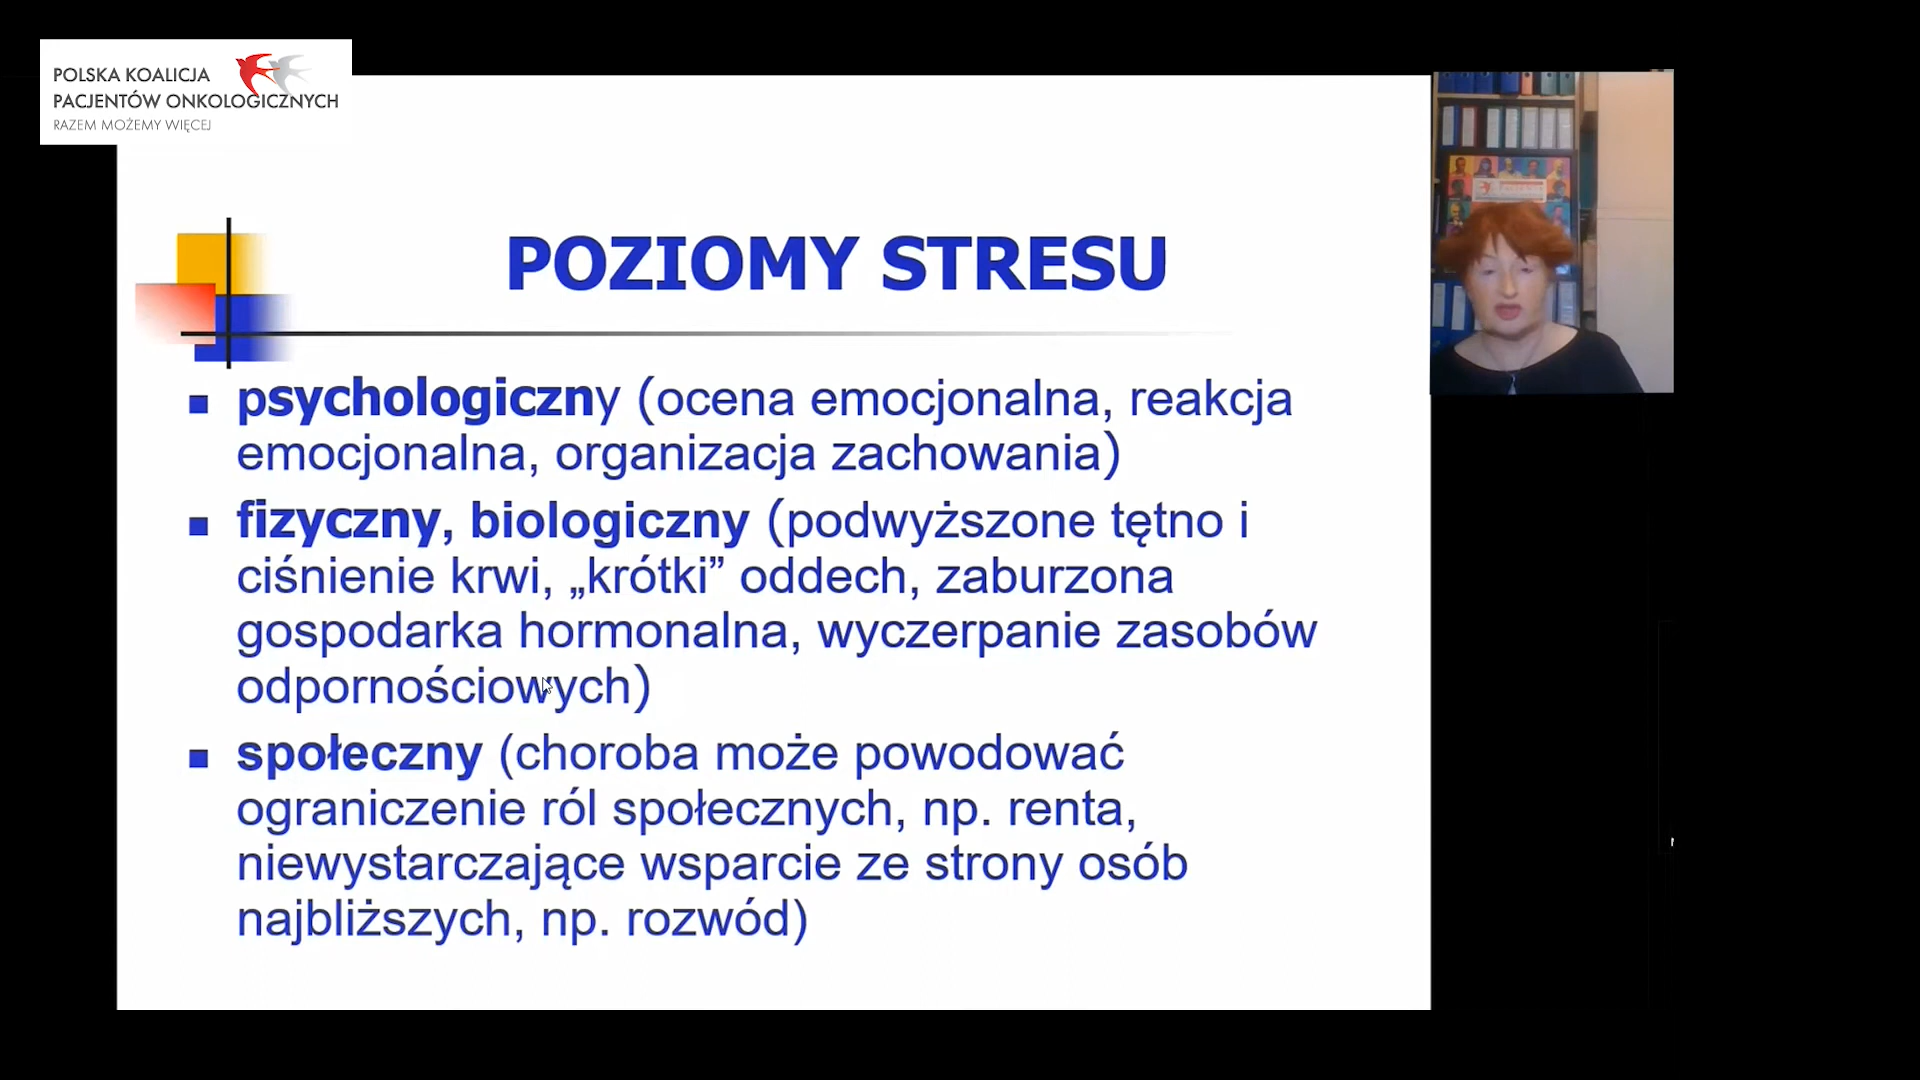 POLSKA KOALICJA
PACJENTÓW ONKOLOGICZNYCH
RAZEM MOŻEMY WIĘCEJ
POZIOMY STRESU
psychologiczny (ocena emocjonalna, reakcja
emocjonalna, organizacja zachowania)
fizyczny, biologiczny (podwyższone tętno i
ciśnienie krwi, „krótki” oddech, zaburzona
gospodarka hormonalna, wyczerpanie zasobów
odpornościowych)
społeczny (choroba może powodować
ograniczenie ról społecznych, np. renta,
niewystarczające wsparcie ze strony osób
najbliższych, np. rozwód)